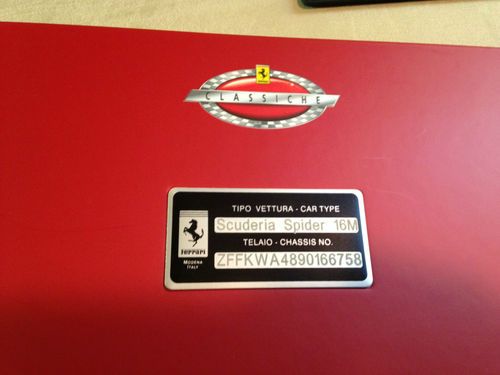 CLASSICHE
TIPO VETTURA - CAR TYPE
Scuderia Spider 16M
TELAIO - CHASSIS NO.
ZFFKWA4890166758
Ferrari
MODENA
ITALY